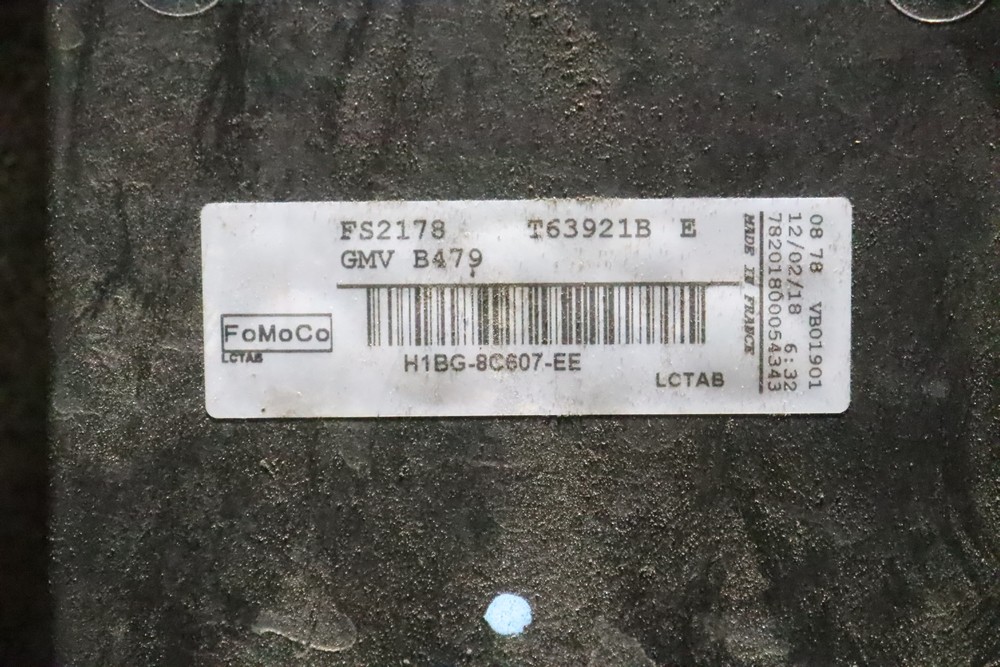 FS2178 T63921B E
GMV B479
FoMoCo
LCTAB
H1BG-8C607-EE
LCTAB
MADE IN FRANCE
08 78 VB01901
12/02/18 6:32
78201800054343